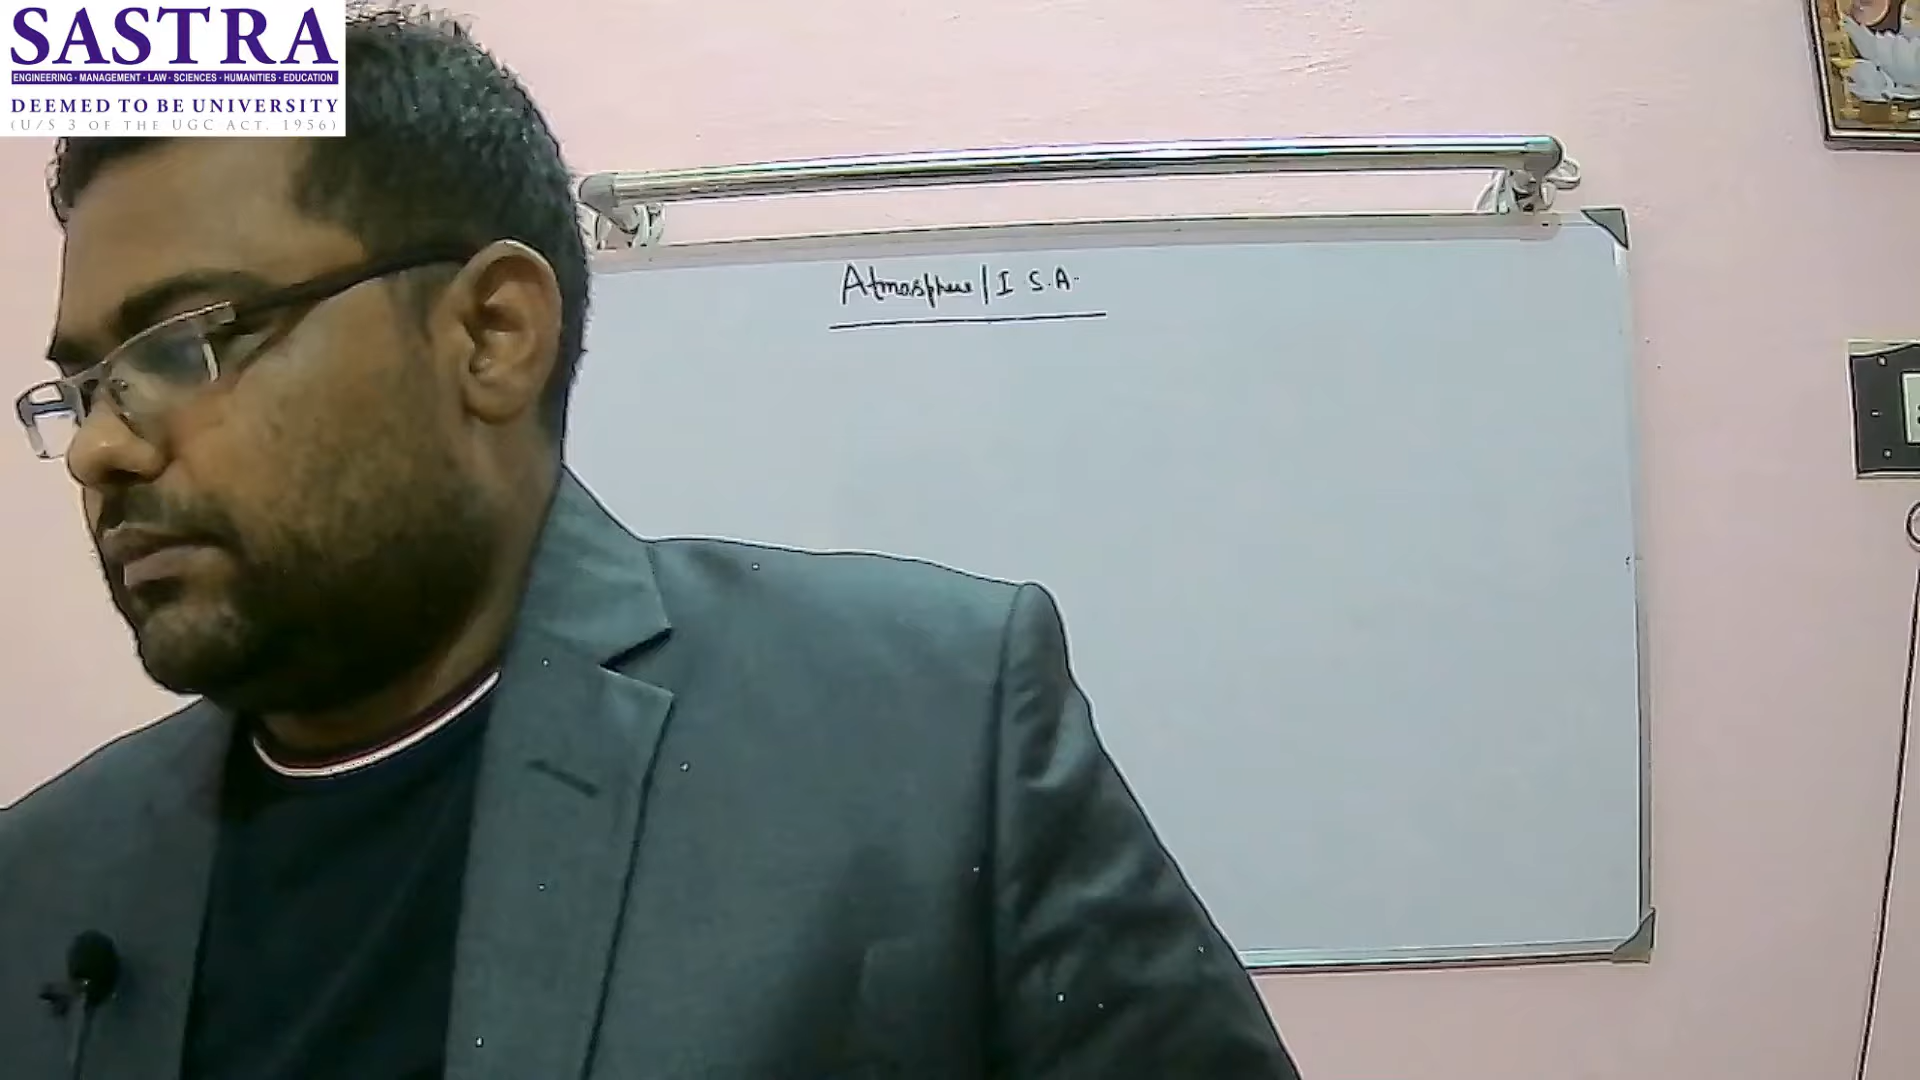 SASTRA
ENGINEERING · MANAGEMENT · LAW · SCIENCES · HUMANITIES · EDUCATION
DEEMED TO BE UNIVERSITY
(U/S 3 OF THE UGC ACT, 1956)
Atmosphere / I S.A.